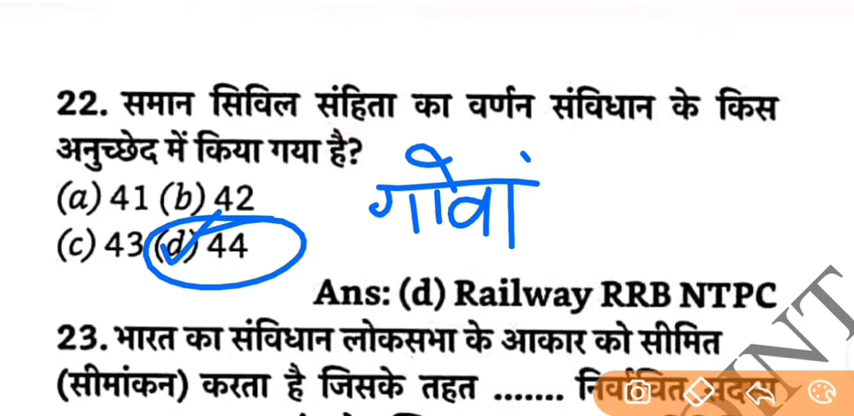 22. समान सिविल संहिता का वर्णन संविधान के किस
अनुच्छेद में किया गया है?
(a) 41 (b) 42
गोवां
(c) 43 (d) 44
Ans: (d) Railway RRB NTPC
23. भारत का संविधान लोकसभा के आकार को सीमित
(सीमांकन) करता है जिसके तहत ....... निर्वाचित